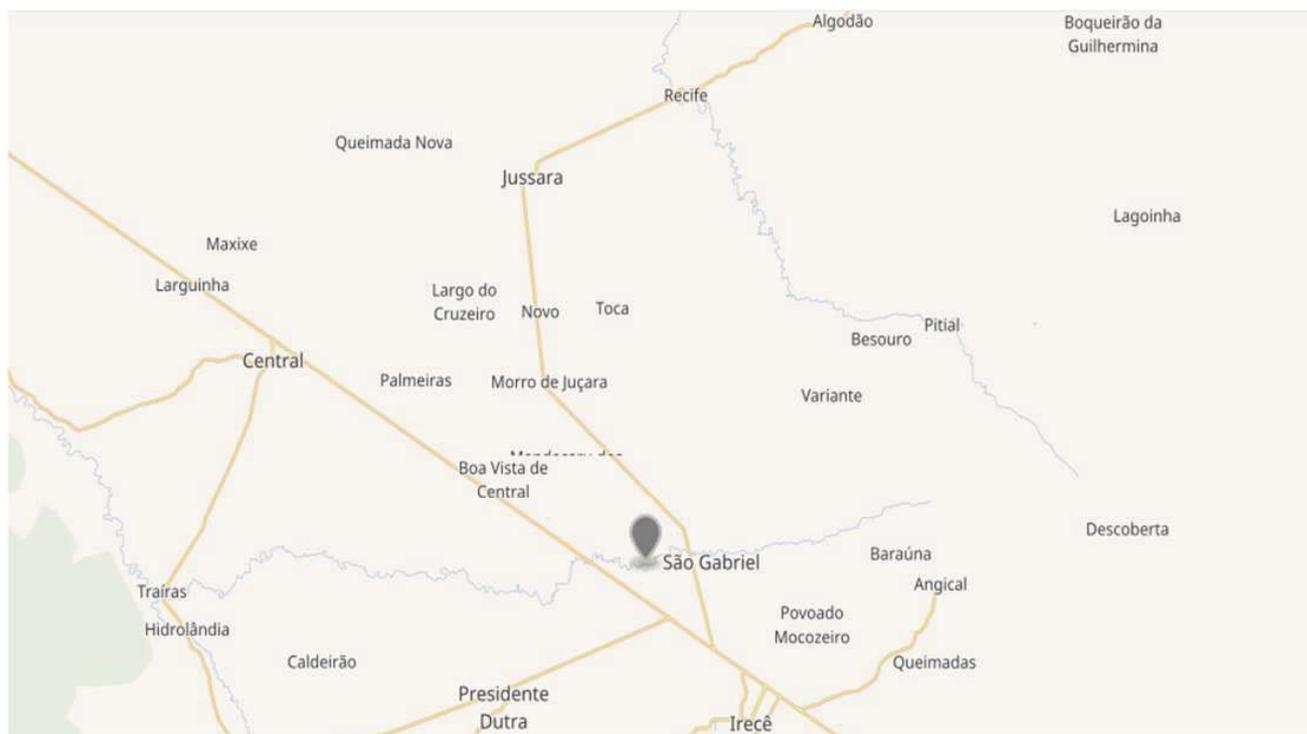 Algodão
Boqueirão da
Guilhermina
Recife
Queimada Nova
Jussara
Lagoinha
Maxixe
Larguinha
Largo do
Cruzeiro
Novo
Toca
Pitial
Besouro
Central
Palmeiras
Morro de Juçara
Variante
Boa Vista de
Central
Descoberta
São Gabriel
Baraúna
Angical
Traíras
Hidrolândia
Povoado
Mocozeiro
Caldeirão
Queimadas
Presidente
Dutra
Irecê